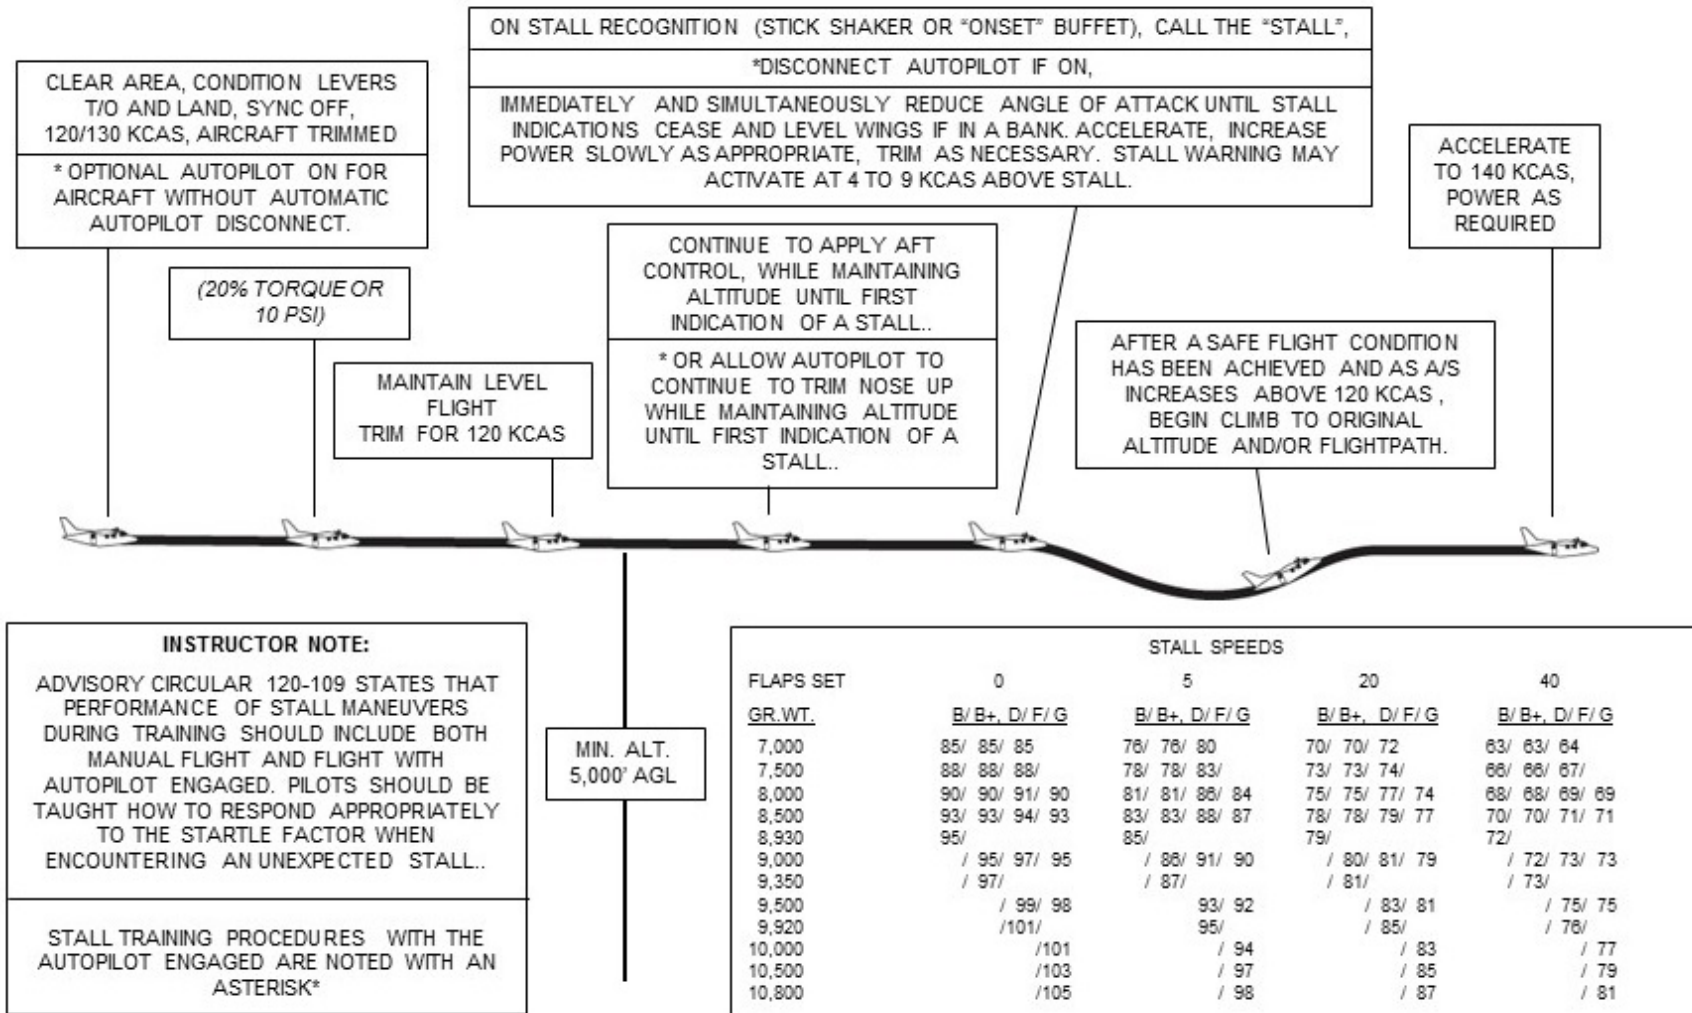 ON STALL RECOGNITION (STICK SHAKER OR “ONSET” BUFFET), CALL THE “STALL”,
*DISCONNECT AUTOPILOT IF ON,
IMMEDIATELY AND SIMULTANEOUSLY REDUCE ANGLE OF ATTACK UNTIL STALL
INDICATIONS CEASE AND LEVEL WINGS IF IN A BANK. ACCELERATE, INCREASE
POWER SLOWLY AS APPROPRIATE, TRIM AS NECESSARY. STALL WARNING MAY
ACTIVATE AT 4 TO 9 KCAS ABOVE STALL.
CLEAR AREA, CONDITION LEVERS
T/O AND LAND, SYNC OFF,
120/130 KCAS, AIRCRAFT TRIMMED
* OPTIONAL AUTOPILOT ON FOR
AIRCRAFT WITHOUT AUTOMATIC
AUTOPILOT DISCONNECT.
(20% TORQUE OR
10 PSI)
MAINTAIN LEVEL
FLIGHT
TRIM FOR 120 KCAS
CONTINUE TO APPLY AFT
CONTROL, WHILE MAINTAINING
ALTITUDE UNTIL FIRST
INDICATION OF A STALL..
* OR ALLOW AUTOPILOT TO
CONTINUE TO TRIM NOSE UP
WHILE MAINTAINING ALTITUDE
UNTIL FIRST INDICATION OF A
STALL..
AFTER A SAFE FLIGHT CONDITION
HAS BEEN ACHIEVED AND AS A/S
INCREASES ABOVE 120 KCAS ,
BEGIN CLIMB TO ORIGINAL
ALTITUDE AND/OR FLIGHTPATH.
ACCELERATE
TO 140 KCAS,
POWER AS
REQUIRED
INSTRUCTOR NOTE:
ADVISORY CIRCULAR 120-109 STATES THAT
PERFORMANCE OF STALL MANEUVERS
DURING TRAINING SHOULD INCLUDE BOTH
MANUAL FLIGHT AND FLIGHT WITH
AUTOPILOT ENGAGED. PILOTS SHOULD BE
TAUGHT HOW TO RESPOND APPROPRIATELY
TO THE STARTLE FACTOR WHEN
ENCOUNTERING AN UNEXPECTED STALL..
STALL TRAINING PROCEDURES WITH THE
AUTOPILOT ENGAGED ARE NOTED WITH AN
ASTERISK*
MIN. ALT.
5,000’ AGL
STALL SPEEDS
FLAPS SET 0 5 20 40
GR.WT. B/ B+, D/ F/ G B/ B+, D/ F/ G B/ B+, D/ F/ G B/ B+, D/ F/ G
7,000 85/ 85/ 85 76/ 76/ 80 70/ 70/ 72 63/ 63/ 64
7,500 88/ 88/ 88/ 78/ 78/ 83/ 73/ 73/ 74/ 66/ 66/ 67/
8,000 90/ 90/ 91/ 90 81/ 81/ 86/ 84 75/ 75/ 77/ 74 68/ 68/ 69/ 69
8,500 93/ 93/ 94/ 93 83/ 83/ 88/ 87 78/ 78/ 79/ 77 70/ 70/ 71/ 71
8,930 95/ 85/ 79/ 72/
9,000 / 95/ 97/ 95 / 86/ 91/ 90 / 80/ 81/ 79 / 72/ 73/ 73
9,350 / 97/ / 87/ / 81/ / 73/
9,500 / 99/ 98 93/ 92 / 83/ 81 / 75/ 75
9,920 /101/ 95/ / 85/ / 76/
10,000 /101 / 94 / 83 / 77
10,500 /103 / 97 / 85 / 79
10,800 /105 / 98 / 87 / 81